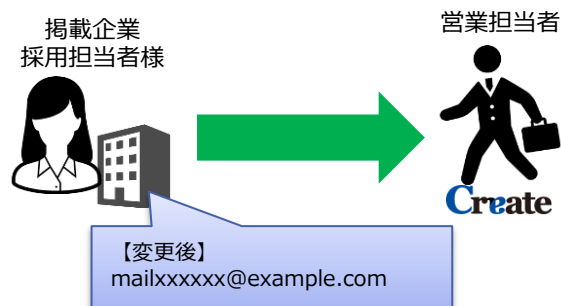 掲載企業
採用担当者様
営業担当者
Create
【変更後】
mailxxxxxx@example.com